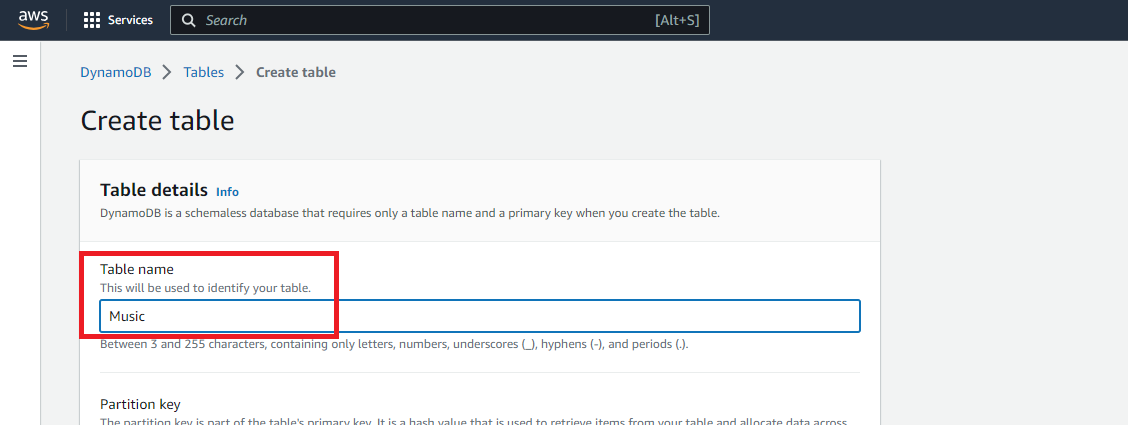 aws
Services
Search [Alt+S]
DynamoDB > Tables > Create table
Create table
Table details Info
DynamoDB is a schemaless database that requires only a table name and a primary key when you create the table.
Table name
This will be used to identify your table.
Music
Between 3 and 255 characters, containing only letters, numbers, underscores (_), hyphens (-), and periods (.).
Partition key
The partition key is part of the table's primary key. It is a hash value that is used to retrieve items from your table and allocate data across